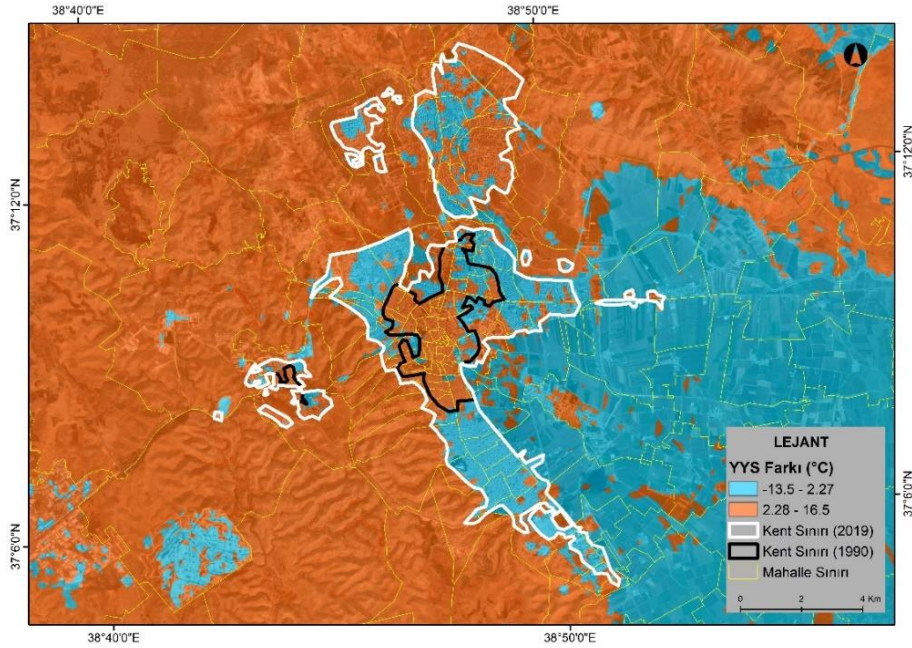 38°40'0"E
38°50'0"E
37°12'0"N
37°12'0"N
LEJANT
YYS Farkı (°C)
-13.5 - 2.27
2.28 - 16.5
Kent Sınırı (2019)
Kent Sınırı (1990)
Mahalle Sınırı
0 2 4 Km
37°6'0"N
37°6'0"N
38°40'0"E
38°50'0"E